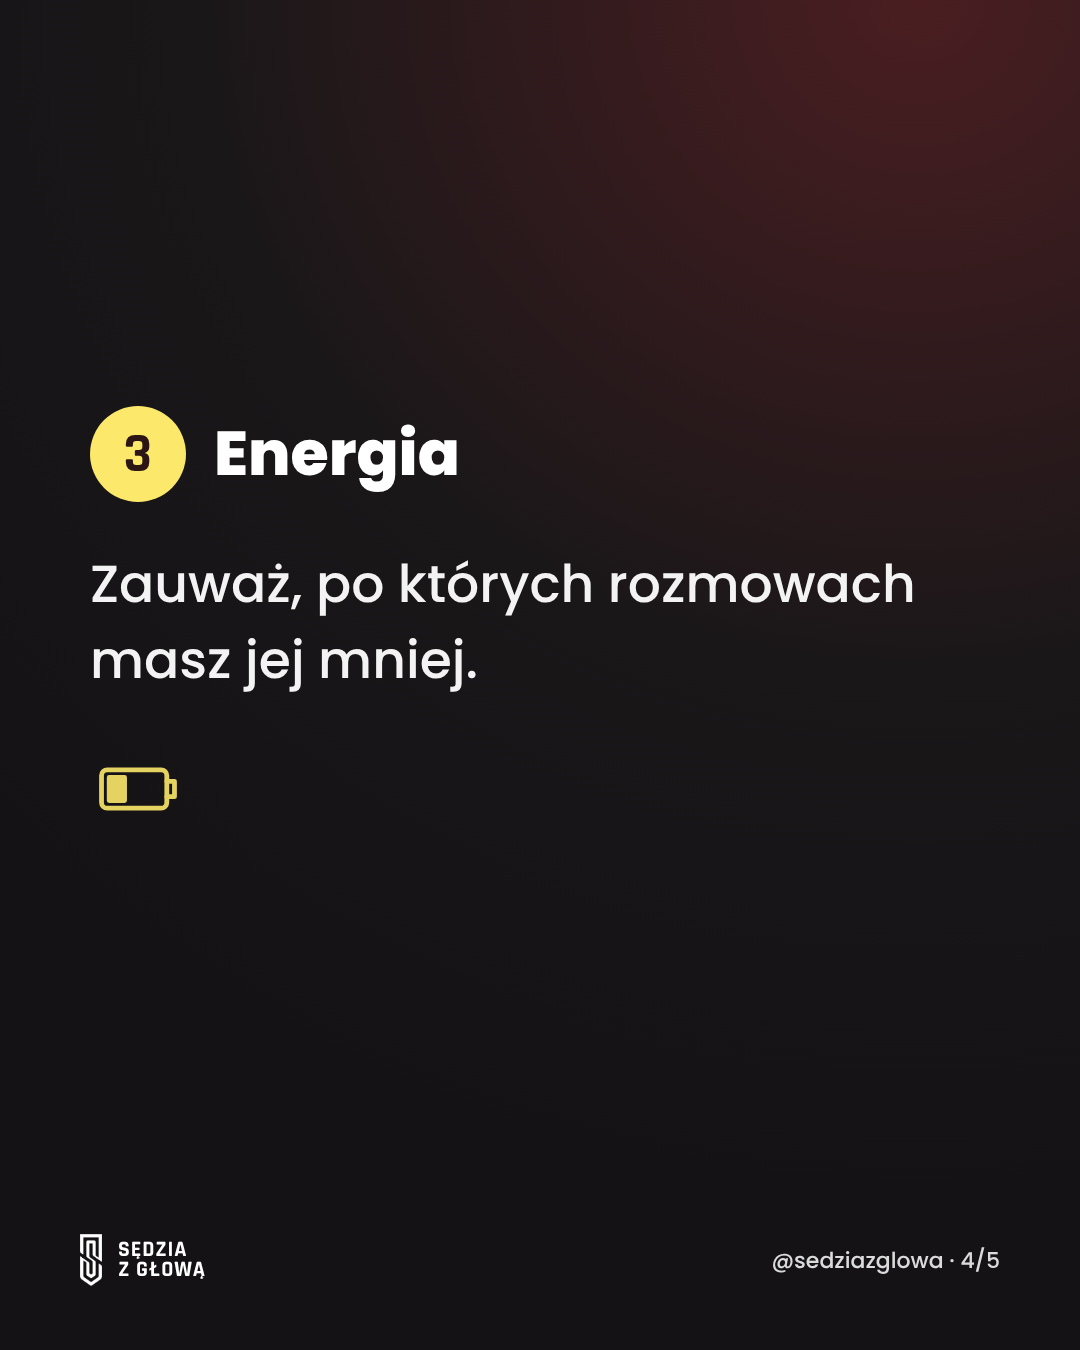 3 Energia
Zauważ, po których rozmowach
masz jej mniej.
SĘDZIA
Z GŁOWĄ
@sedziazglowa · 4/5